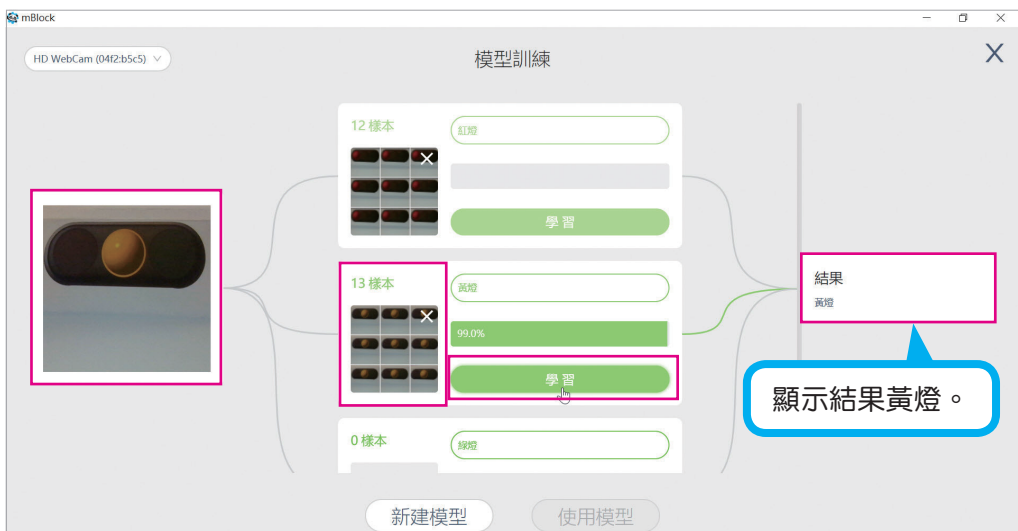 mBlock
HD WebCam (04f2:b5c5)
模型訓練
X
12 樣本
紅燈
學習
13 樣本
黃燈
99.0%
學習
結果
黃燈
顯示結果黃燈。
0 樣本
綠燈
新建模型
使用模型